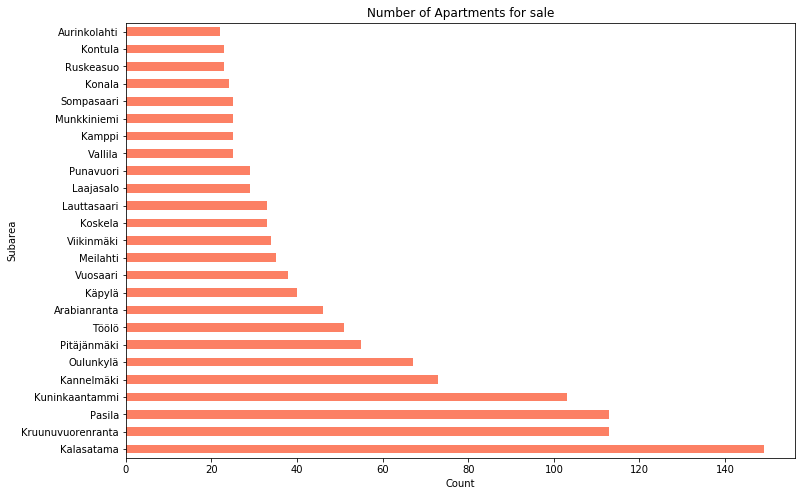 Number of Apartments for sale
Aurinkolahti
Kontula
Ruskeasuo
Konala
Sompasaari
Munkkiniemi
Kamppi
Vallila
Punavuori
Laajasalo
Lauttasaari
Koskela
Viikinmäki
Meilahti
Vuosaari
Käpylä
Arabianranta
Töölö
Pitäjänmäki
Oulunkylä
Kannelmäki
Kuninkaantammi
Pasila
Kruunuvuorenranta
Kalasatama
Subarea
0 20 40 60 80 100 120 140
Count